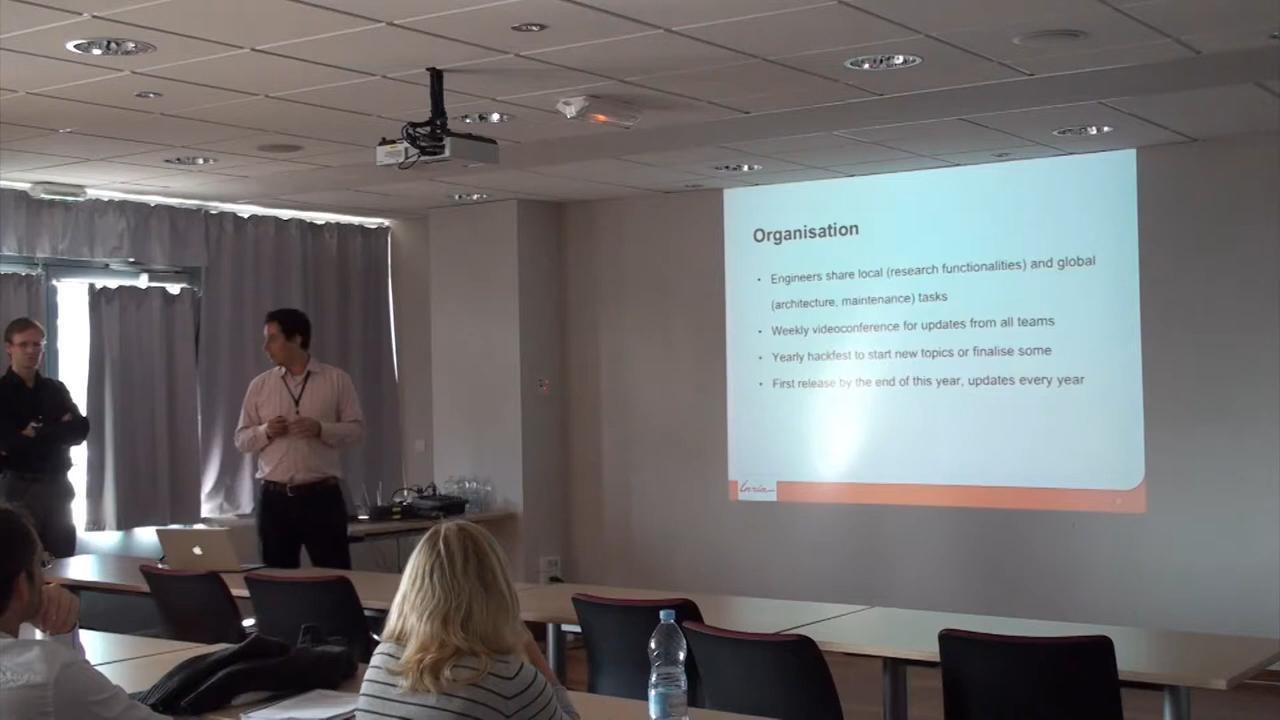 Organisation
• Engineers share local (research functionalities) and global
(architecture, maintenance) tasks
• Weekly videoconference for updates from all teams
• Yearly hackfest to start new topics or finalise some
• First release by the end of this year, updates every year
Inria